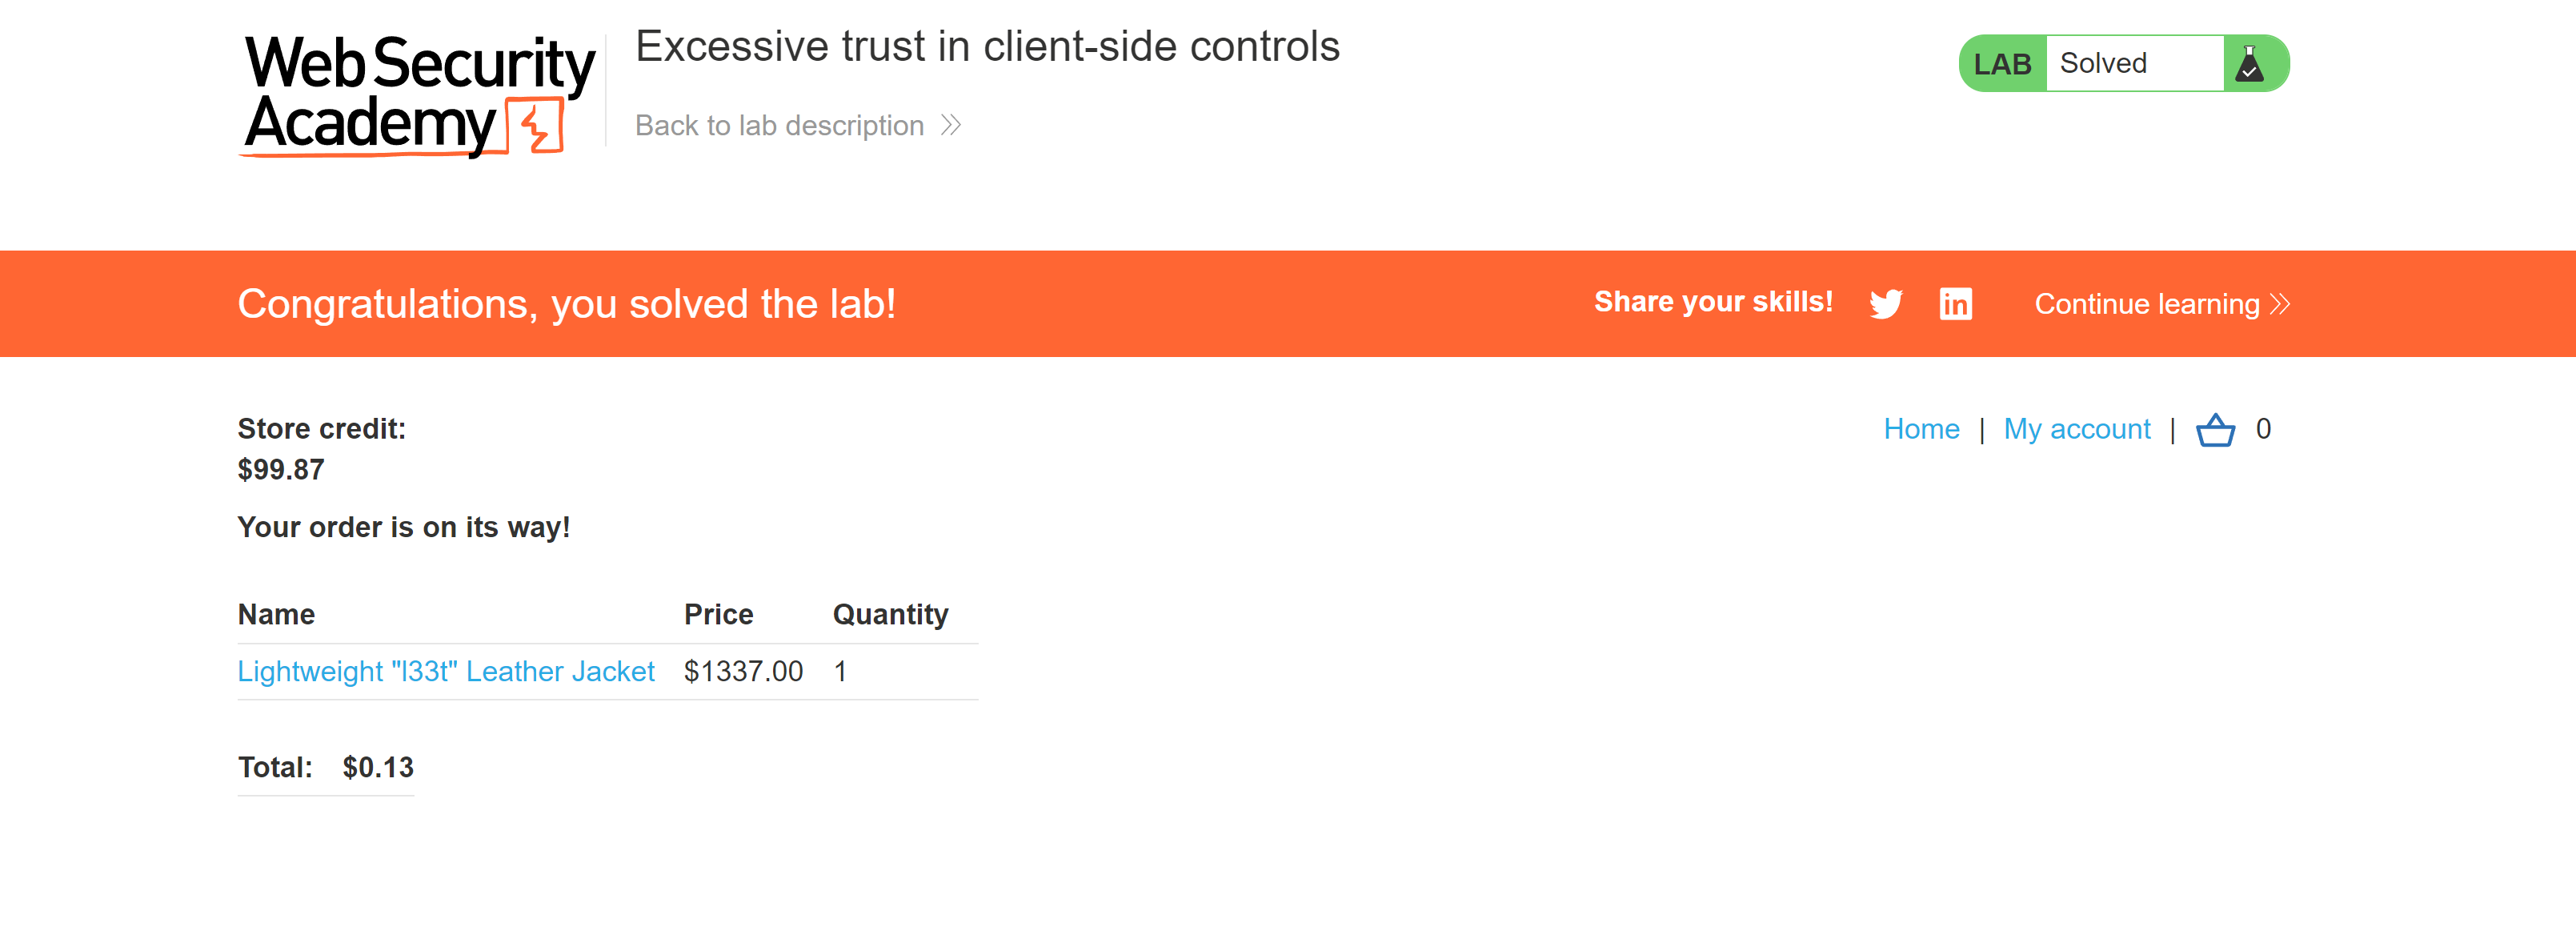 Web Security
Academy
Excessive trust in client-side controls
Back to lab description
LAB Solved
Congratulations, you solved the lab!
Share your skills!
in
Continue learning
Store credit:
$99.87
Home | My account | 0
Your order is on its way!
Name Price Quantity
Lightweight "l33t" Leather Jacket $1337.00 1
Total: $0.13